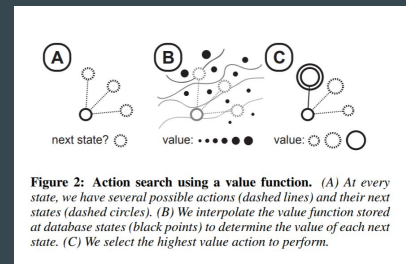 A
B
C
next state?
value:
value:
Figure 2: Action search using a value function. (A) At every
state, we have several possible actions (dashed lines) and their next
states (dashed circles). (B) We interpolate the value function stored
at database states (black points) to determine the value of each next
state. (C) We select the highest value action to perform.